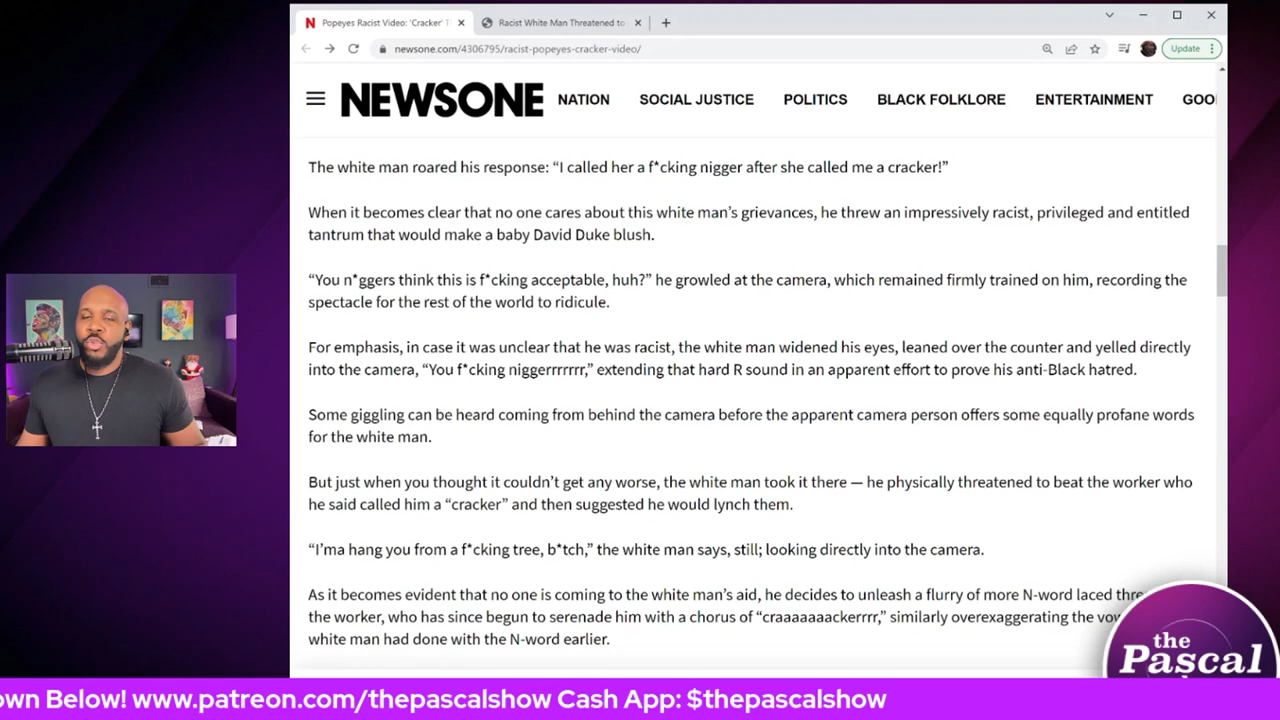 Popeyes Racist Video: 'Cracker' T
Racist White Man Threatened to
newsone.com/4306795/racist-popeyes-cracker-video/
Update
NEWSONE NATION SOCIAL JUSTICE POLITICS BLACK FOLKLORE ENTERTAINMENT GOO
The white man roared his response: “I called her a f*cking nigger after she called me a cracker!”
When it becomes clear that no one cares about this white man’s grievances, he threw an impressively racist, privileged and entitled
tantrum that would make a baby David Duke blush.
“You n*ggers think this is f*cking acceptable, huh?” he growled at the camera, which remained firmly trained on him, recording the
spectacle for the rest of the world to ridicule.
For emphasis, in case it was unclear that he was racist, the white man widened his eyes, leaned over the counter and yelled directly
into the camera, “You f*cking niggerrrrrrr,” extending that hard R sound in an apparent effort to prove his anti-Black hatred.
Some giggling can be heard coming from behind the camera before the apparent camera person offers some equally profane words
for the white man.
But just when you thought it couldn’t get any worse, the white man took it there — he physically threatened to beat the worker who
he said called him a “cracker” and then suggested he would lynch them.
“I’ma hang you from a f*cking tree, b*tch,” the white man says, still; looking directly into the camera.
As it becomes evident that no one is coming to the white man’s aid, he decides to unleash a flurry of more N-word laced thre
the worker, who has since begun to serenade him with a chorus of “craaaaaaackerrrr,” similarly overexaggerating the vow
white man had done with the N-word earlier.
the
Pascal
own Below! www.patreon.com/thepascalshow Cash App: $thepascalshow